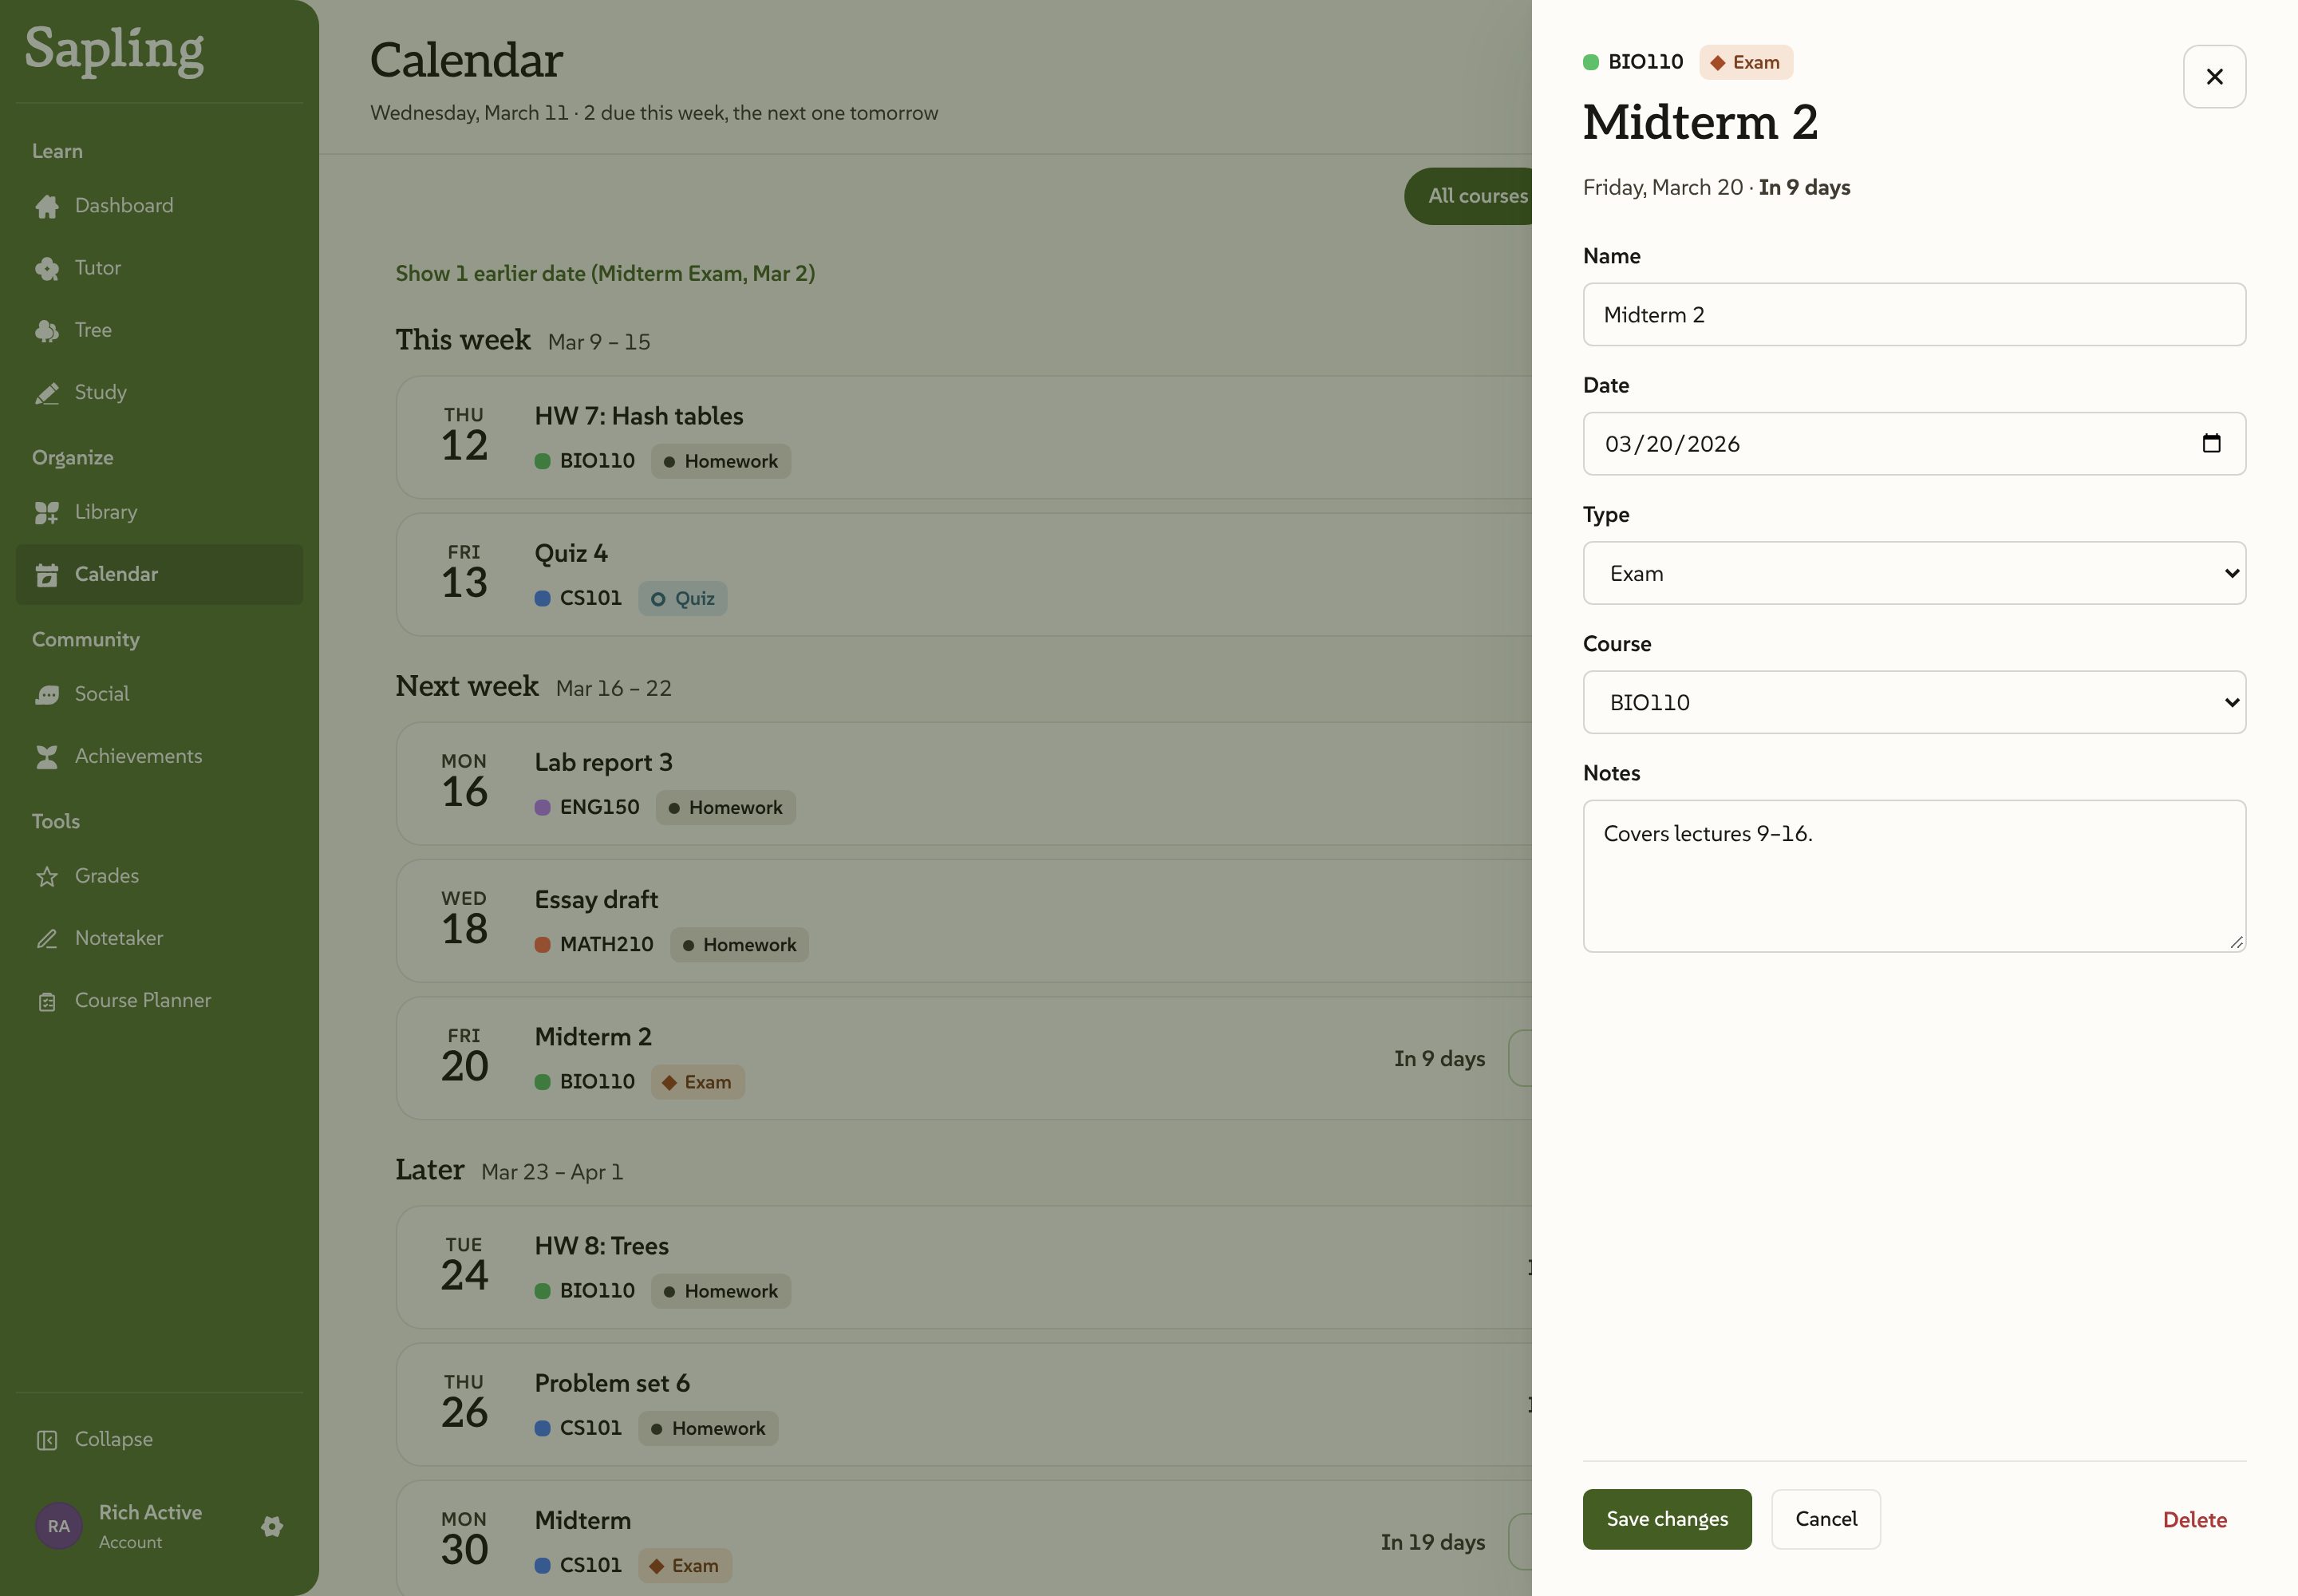 Sapling
Learn
Dashboard
Tutor
Tree
Study
Organize
Library
Calendar
Community
Social
Achievements
Tools
Grades
Notetaker
Course Planner
Collapse
RA
Rich Active
Account
Calendar
Wednesday, March 11 · 2 due this week, the next one tomorrow
All courses
Show 1 earlier date (Midterm Exam, Mar 2)
This week Mar 9 – 15
THU
12
HW 7: Hash tables
BIO110 Homework
FRI
13
Quiz 4
CS101 Quiz
Next week Mar 16 – 22
MON
16
Lab report 3
ENG150 Homework
WED
18
Essay draft
MATH210 Homework
FRI
20
Midterm 2
BIO110 Exam
In 9 days
Later Mar 23 – Apr 1
TUE
24
HW 8: Trees
BIO110 Homework
THU
26
Problem set 6
CS101 Homework
MON
30
Midterm
CS101 Exam
In 19 days
BIO110 Exam
Midterm 2
Friday, March 20 · In 9 days
Name
Midterm 2
Date
03/20/2026
Type
Exam
Course
BIO110
Notes
Covers lectures 9–16.
Save changes
Cancel
Delete